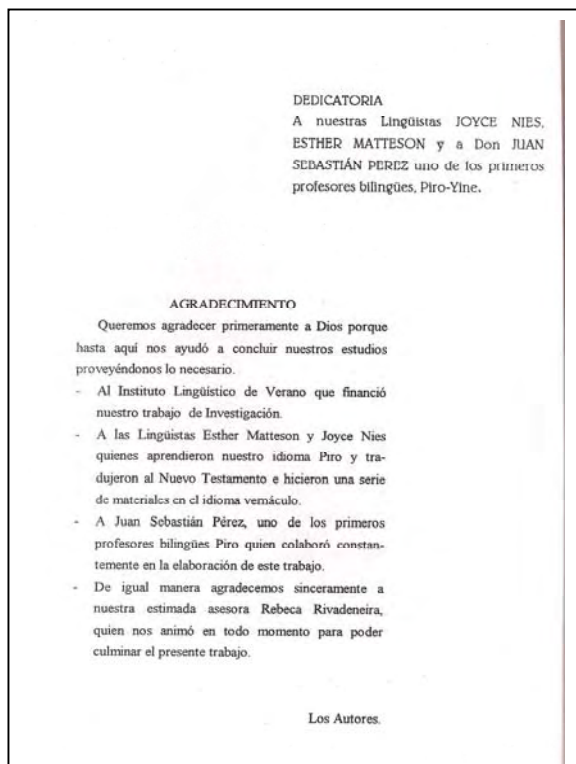 DEDICATORIA
A nuestras Lingüistas JOYCE NIES,
ESTHER MATTESON y a Don JUAN
SEBASTIÁN PEREZ uno de los primeros
profesores bilingües, Piro-Yine.
AGRADECIMIENTO
Queremos agradecer primeramente a Dios porque
hasta aquí nos ayudó a concluir nuestros estudios
proveyéndonos lo necesario.
- Al Instituto Lingüístico de Verano que financió
nuestro trabajo de Investigación.
- A las Lingüistas Esther Matteson y Joyce Nies
quienes aprendieron nuestro idioma Piro y tra-
dujeron al Nuevo Testamento e hicieron una serie
de materiales en el idioma vernáculo.
- A Juan Sebastián Pérez, uno de los primeros
profesores bilingües Piro quien colaboró constan-
temente en la elaboración de este trabajo.
- De igual manera agradecemos sinceramente a
nuestra estimada asesora Rebeca Rivadeneira,
quien nos animó en todo momento para poder
culminar el presente trabajo.
Los Autores.